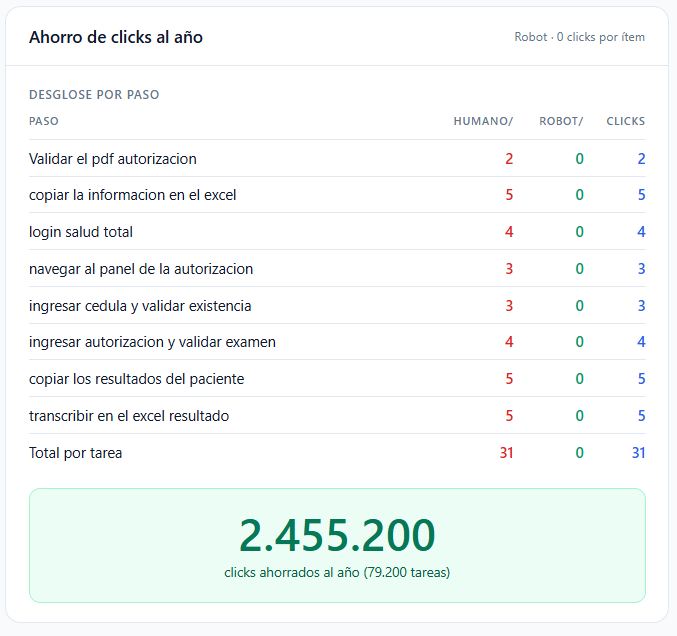 Ahorro de clicks al año
Robot · 0 clicks por ítem
DESGLOSE POR PASO
PASO HUMANO/ ROBOT/ CLICKS
Validar el pdf autorizacion 2 0 2
copiar la informacion en el excel 5 0 5
login salud total 4 0 4
navegar al panel de la autorizacion 3 0 3
ingresar cedula y validar existencia 3 0 3
ingresar autorizacion y validar examen 4 0 4
copiar los resultados del paciente 5 0 5
transcribir en el excel resultado 5 0 5
Total por tarea 31 0 31
2.455.200
clicks ahorrados al año (79.200 tareas)